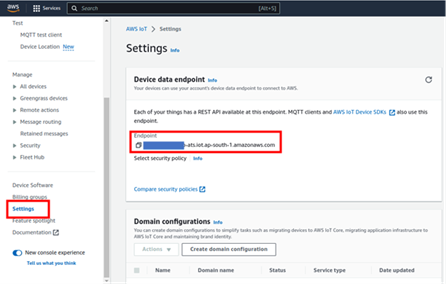 aws
Services
Search
[Alt+S]
Test
MQTT test client
Device Location New
Manage
All devices
Greengrass devices
Remote actions
Message routing
Retained messages
Security
Fleet Hub
Device Software
Billing groups
Settings
Feature spotlight
Documentation
New console experience
Tell us what you think
AWS IoT > Settings
Settings Info
Device data endpoint Info
Your devices can use your account's device data endpoint to connect to AWS.
Each of your things has a REST API available at this endpoint. MQTT clients and AWS IoT Device SDKs also use this
endpoint.
Endpoint
-ats.iot.ap-south-1.amazonaws.com
Select security policy Info
Compare security policies
Domain configurations Info
You can create domain configurations to simplify tasks such as migrating devices to AWS IoT Core, migrating application infrastructure to
AWS IoT Core and maintaining brand identity.
Actions
Create domain configuration
Name
Domain name
Status
Service type
Date updated